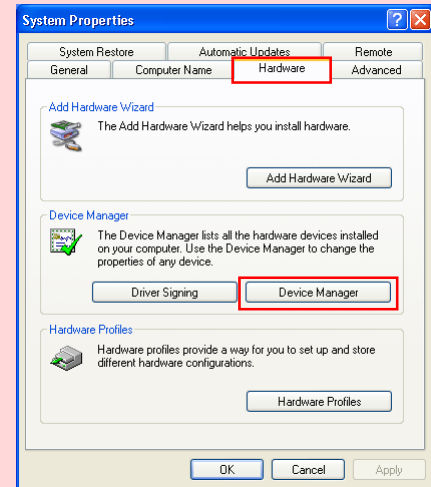 System Properties
System Restore Automatic Updates Remote
General Computer Name Hardware Advanced
Add Hardware Wizard
The Add Hardware Wizard helps you install hardware.
Add Hardware Wizard
Device Manager
The Device Manager lists all the hardware devices installed
on your computer. Use the Device Manager to change the
properties of any device.
Driver Signing Device Manager
Hardware Profiles
Hardware profiles provide a way for you to set up and store
different hardware configurations.
Hardware Profiles
OK Cancel Apply